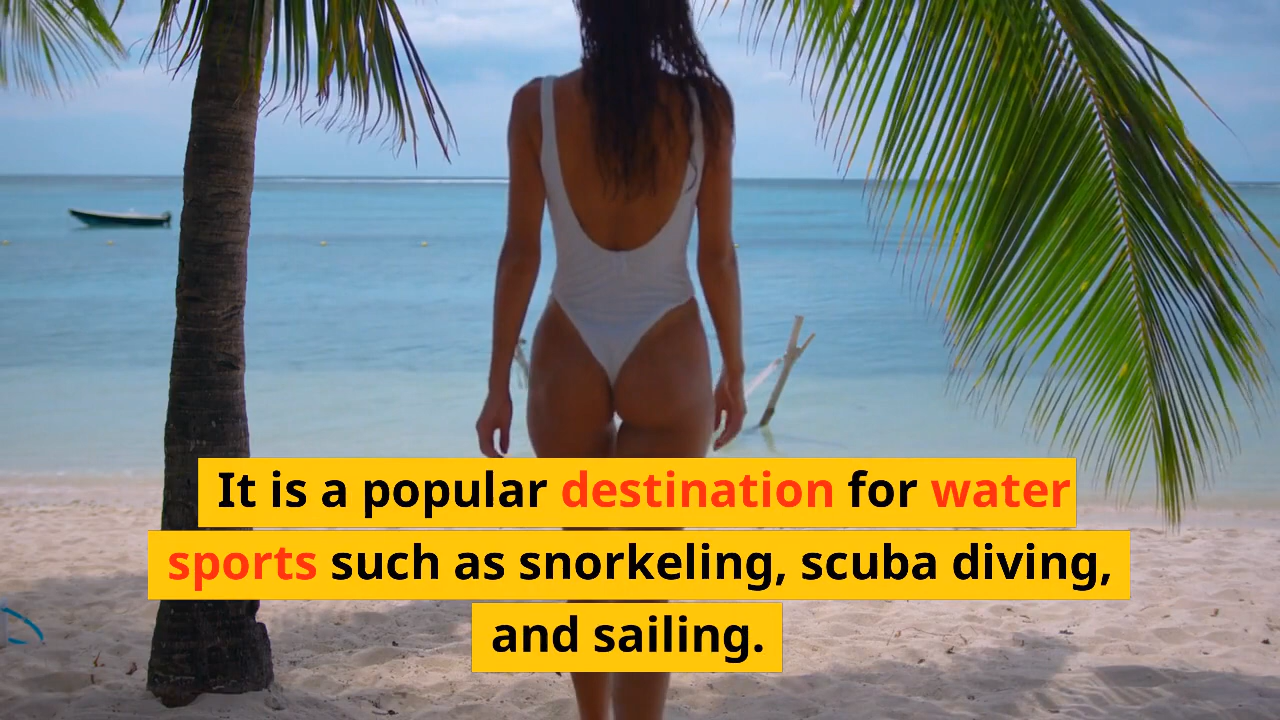 It is a popular destination for water
sports such as snorkeling, scuba diving,
and sailing.